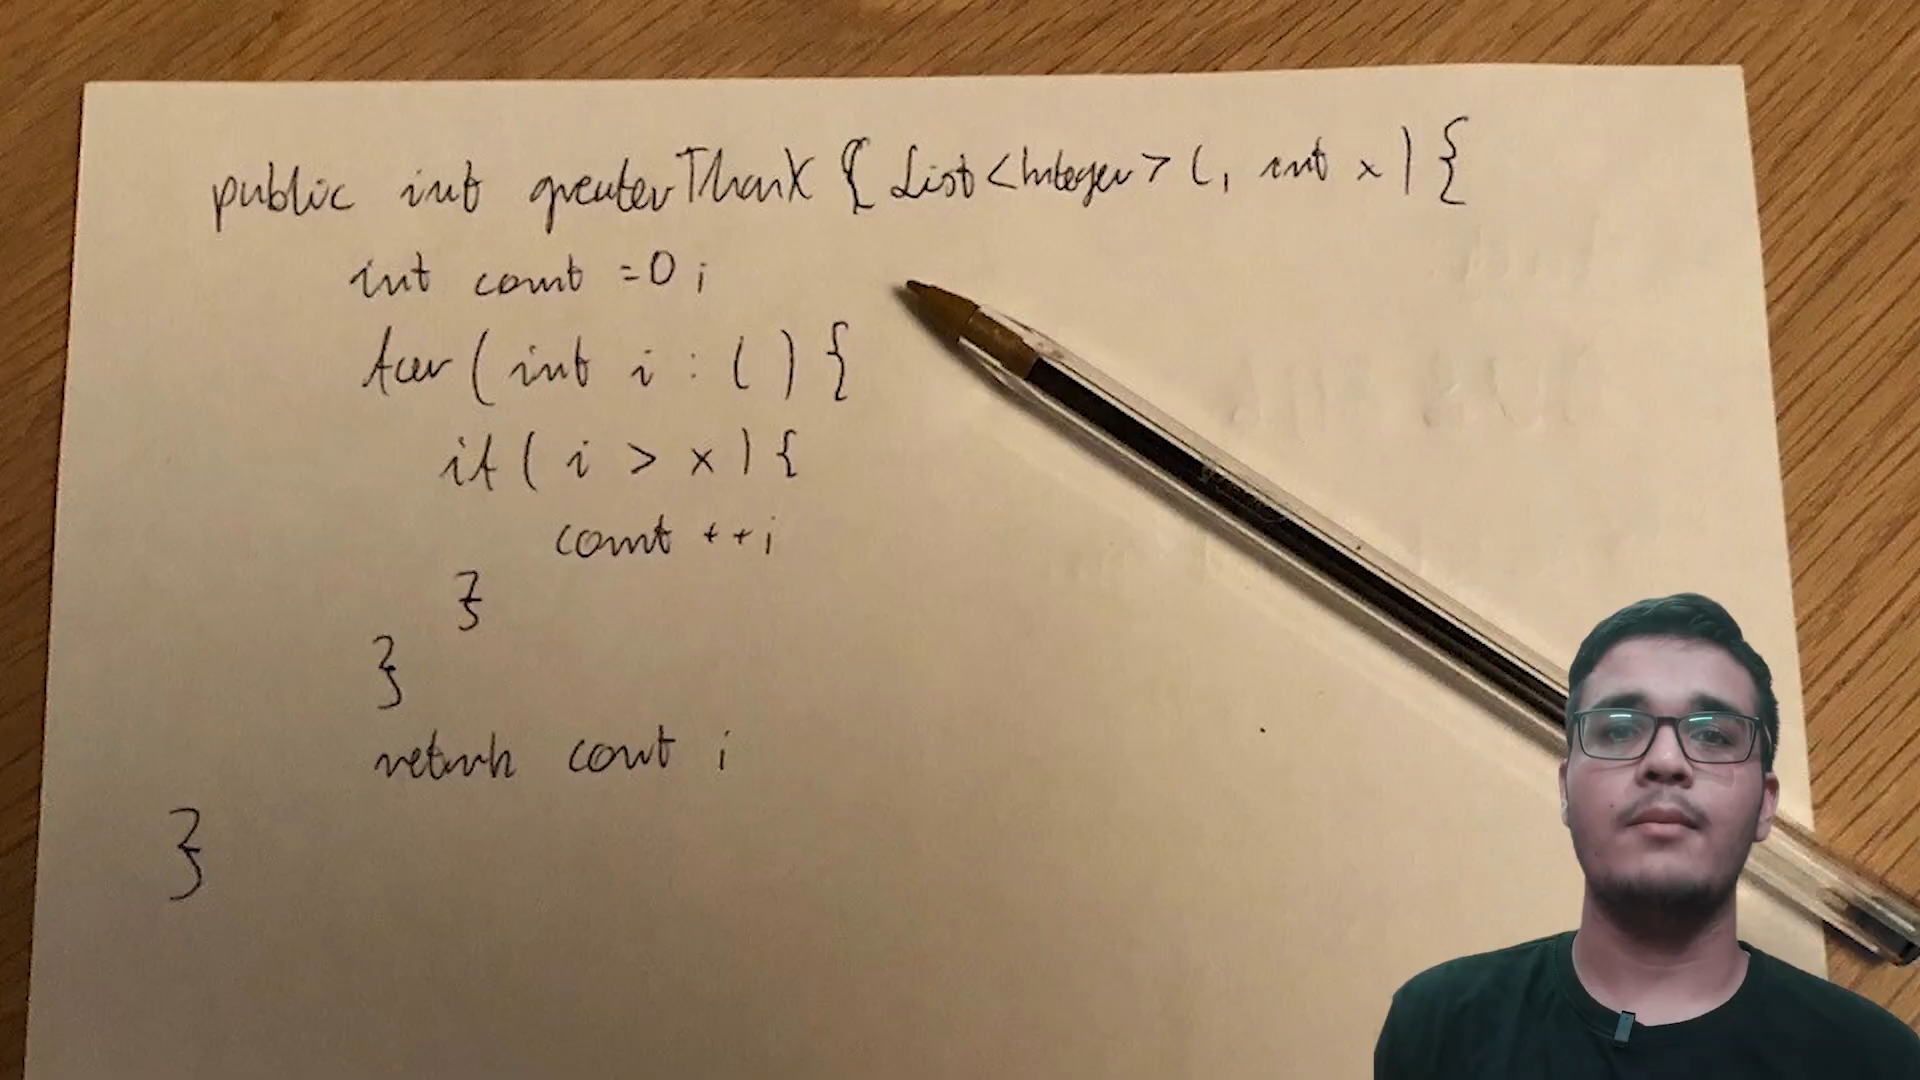 public int greaterThanX (List<Integer> l, int x) {
int count = 0;
for (int i : l) {
if (i > x) {
count ++;
}
}
return count;
}